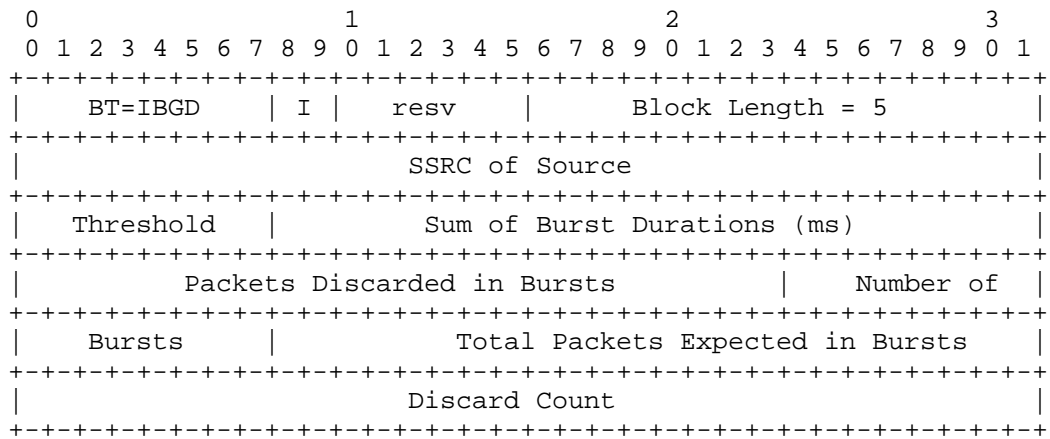 0                   1                   2                   3
 0 1 2 3 4 5 6 7 8 9 0 1 2 3 4 5 6 7 8 9 0 1 2 3 4 5 6 7 8 9 0 1
+-+-+-+-+-+-+-+-+-+-+-+-+-+-+-+-+-+-+-+-+-+-+-+-+-+-+-+-+-+-+-+-+
|    BT=IBGD    | I |   resv    |      Block Length = 5         |
+-+-+-+-+-+-+-+-+-+-+-+-+-+-+-+-+-+-+-+-+-+-+-+-+-+-+-+-+-+-+-+-+
|                        SSRC of Source                         |
+-+-+-+-+-+-+-+-+-+-+-+-+-+-+-+-+-+-+-+-+-+-+-+-+-+-+-+-+-+-+-+-+
|   Threshold   |         Sum of Burst Durations (ms)           |
+-+-+-+-+-+-+-+-+-+-+-+-+-+-+-+-+-+-+-+-+-+-+-+-+-+-+-+-+-+-+-+-+
|          Packets Discarded in Bursts          |    Number of  |
+-+-+-+-+-+-+-+-+-+-+-+-+-+-+-+-+-+-+-+-+-+-+-+-+-+-+-+-+-+-+-+-+
|    Bursts     |           Total Packets Expected in Bursts    |
+-+-+-+-+-+-+-+-+-+-+-+-+-+-+-+-+-+-+-+-+-+-+-+-+-+-+-+-+-+-+-+-+
|                        Discard Count                          |
+-+-+-+-+-+-+-+-+-+-+-+-+-+-+-+-+-+-+-+-+-+-+-+-+-+-+-+-+-+-+-+-+